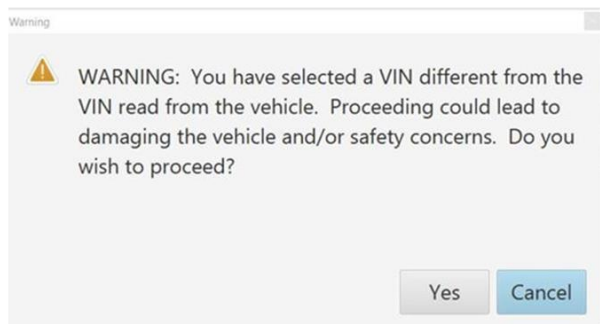 Warning
WARNING: You have selected a VIN different from the
VIN read from the vehicle. Proceeding could lead to
damaging the vehicle and/or safety concerns. Do you
wish to proceed?
Yes
Cancel